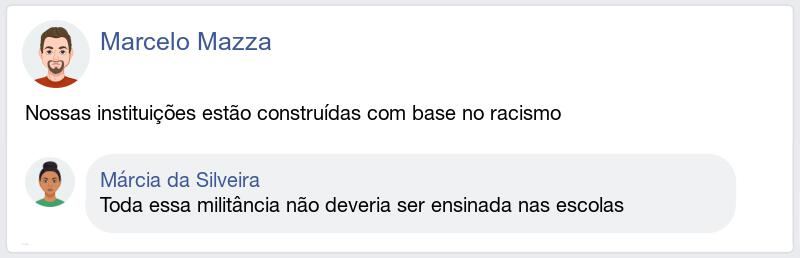 Marcelo Mazza
Nossas instituições estão construídas com base no racismo
Márcia da Silveira
Toda essa militância não deveria ser ensinada nas escolas